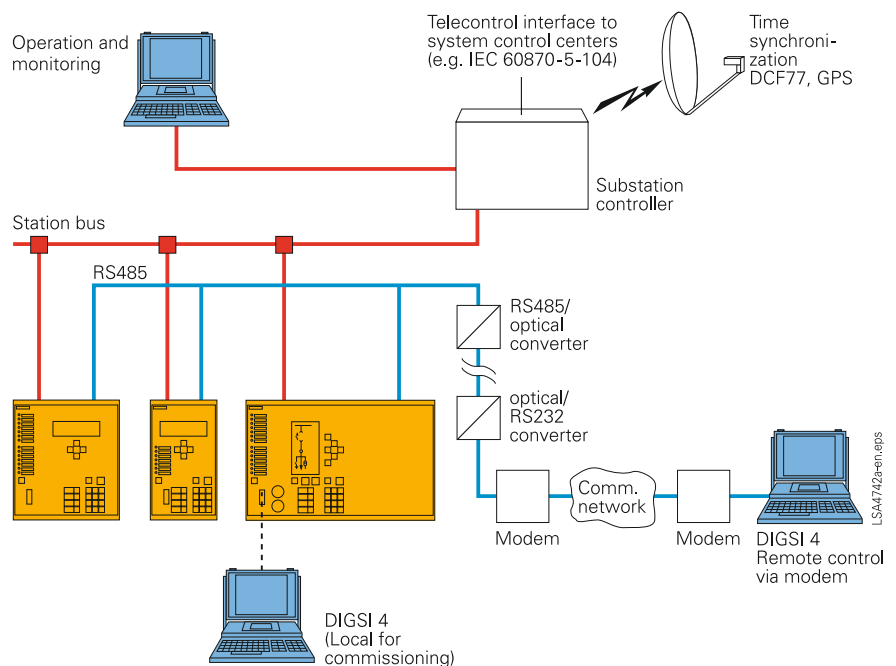 Operation and
monitoring
Telecontrol interface to
system control centers
(e.g. IEC 60870-5-104)
Time
synchroni-
zation
DCF77, GPS
Substation
controller
Station bus
RS485
RS485/
optical
converter
optical/
RS232
converter
Modem
Comm.
network
Modem
DIGSI 4
Remote control
via modem
LSA4742a-en.eps
DIGSI 4
(Local for
commissioning)